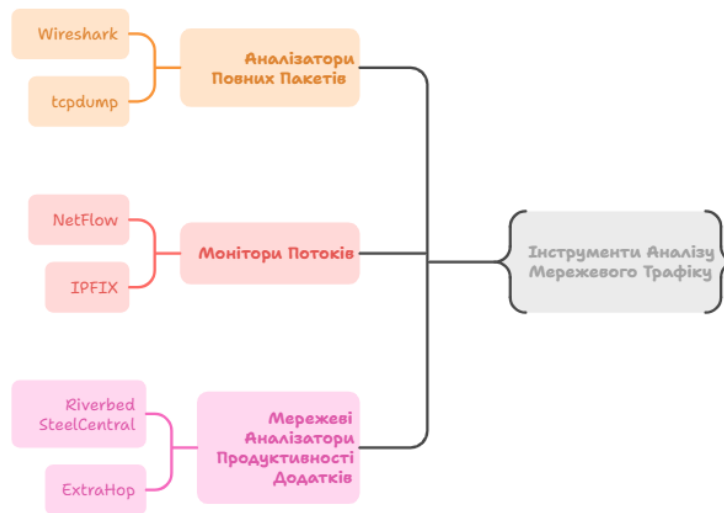 Wireshark
tcpdump
Аналізатори
Повних Пакетів
NetFlow
IPFIX
Монітори Потоків
Riverbed
SteelCentral
ExtraHop
Мережеві
Аналізатори
Продуктивності
Додатків
Інструменти Аналізу
Мережевого Трафіку